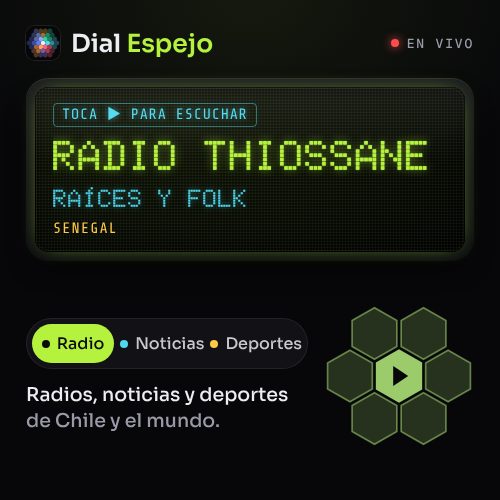 Dial Espejo
EN VIVO
TOCA ▶ PARA ESCUCHAR
RADIO THIOSSANE
RAÍCES Y FOLK
SENEGAL
Radio Noticias Deportes
Radios, noticias y deportes
de Chile y el mundo.